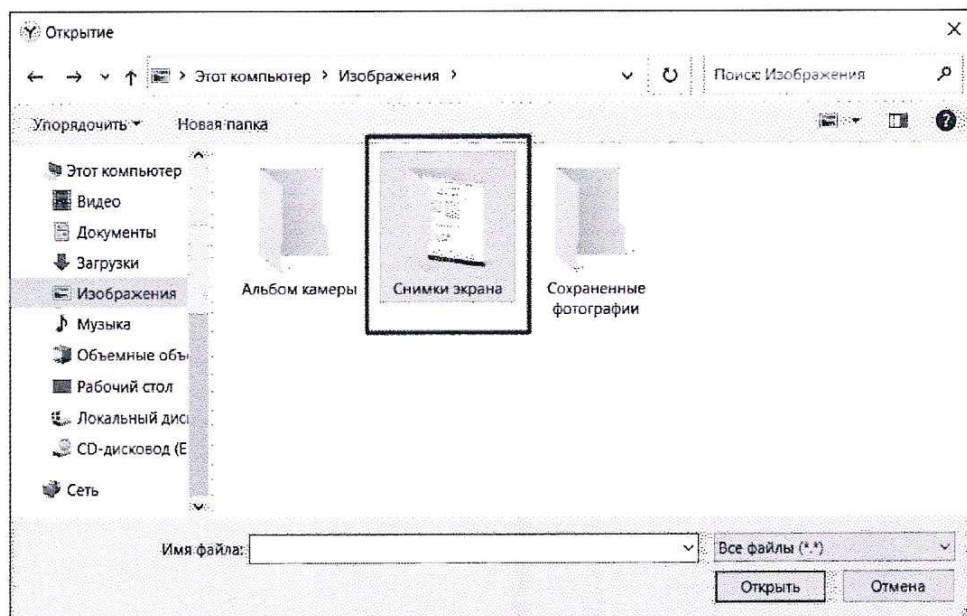 Открытие
Этот компьютер > Изображения >
Поиск: Изображения
Упорядочить
Новая папка
Этот компьютер
Видео
Документы
Загрузки
Изображения
Музыка
Объемные объ
Рабочий стол
Локальный дис
CD-дисковод (E
Сеть
Альбом камеры
Снимки экрана
Сохраненные
фотографии
Имя файла:
Все файлы (*.*)
Открыть
Отмена